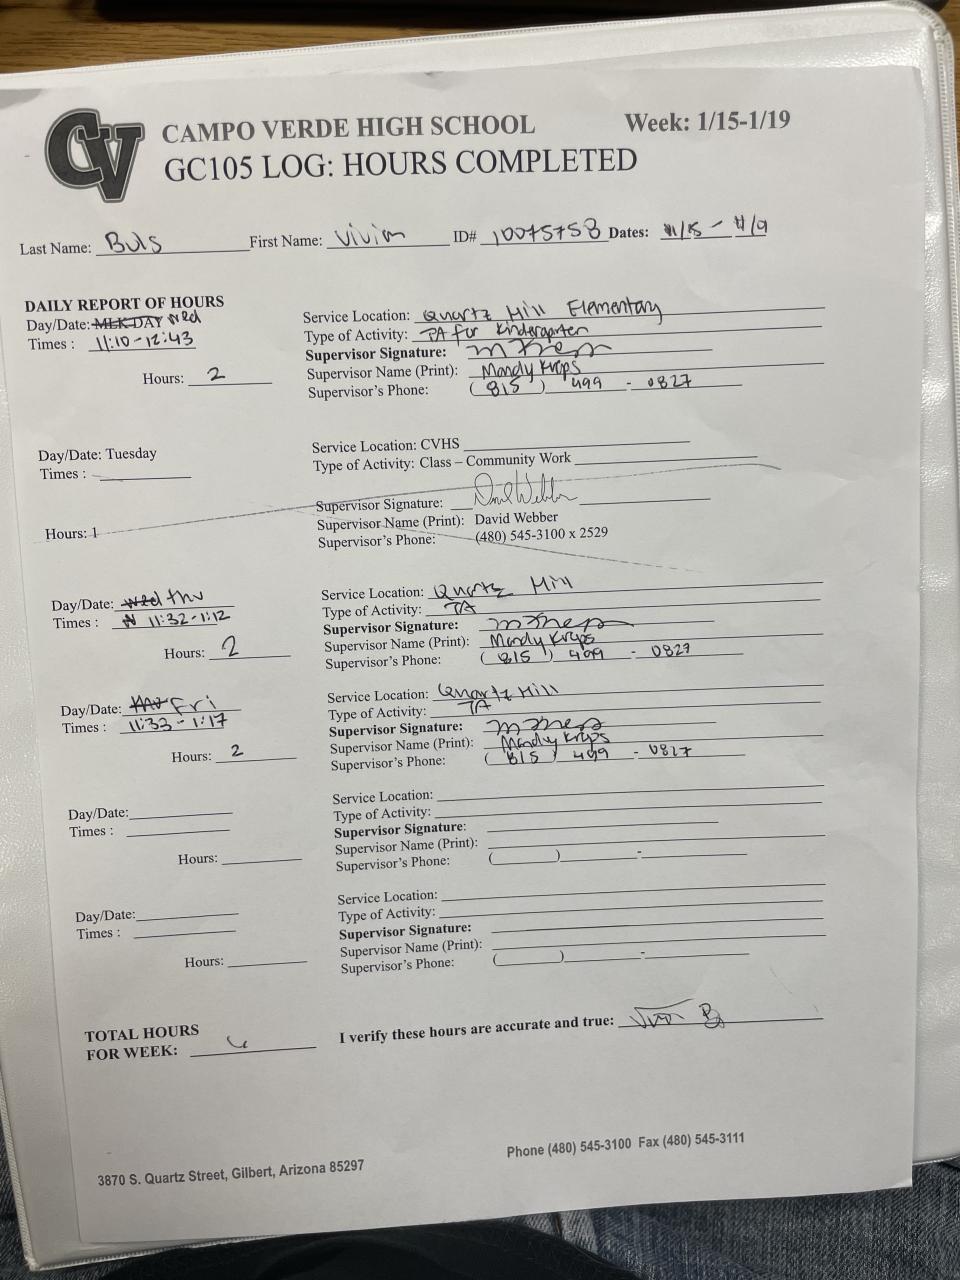 CV
CAMPO VERDE HIGH SCHOOL
Week: 1/15-1/19
GC105 LOG: HOURS COMPLETED
Last Name: Buls First Name: Vivian ID# 10075758 Dates:
DAILY REPORT OF HOURS
Day/Date: MLK DAY wed
Times : 11:10-12:43
Hours: 2
Service Location: Quartz Hill Elementary
Type of Activity: TA for Kindergarten
Supervisor Signature:
Supervisor Name (Print): Mandy Kreps
Supervisor's Phone: (815) 499 - 0827
Day/Date: Tuesday
Times :
Hours: 1
Service Location: CVHS
Type of Activity: Class – Community Work
Supervisor Signature:
Supervisor Name (Print): David Webber
Supervisor's Phone: (480) 545-3100 x 2529
Day/Date: wed thu
Times : 11:32-1:12
Hours: 2
Service Location: Quartz Hill
Type of Activity: TA
Supervisor Signature:
Supervisor Name (Print): Mandy Kreps
Supervisor's Phone: (815) 499 - 0827
Day/Date: Fri
Times : 11:33-1:17
Hours: 2
Service Location: Quartz Hill
Type of Activity: TA
Supervisor Signature:
Supervisor Name (Print): Mandy Kreps
Supervisor's Phone: (815) 499 - 0827
Day/Date:
Times :
Hours:
Service Location:
Type of Activity:
Supervisor Signature:
Supervisor Name (Print):
Supervisor's Phone: ( ) -
Day/Date:
Times :
Hours:
Service Location:
Type of Activity:
Supervisor Signature:
Supervisor Name (Print):
Supervisor's Phone: ( ) -
TOTAL HOURS
FOR WEEK: 6
I verify these hours are accurate and true:
3870 S. Quartz Street, Gilbert, Arizona 85297
Phone (480) 545-3100 Fax (480) 545-3111